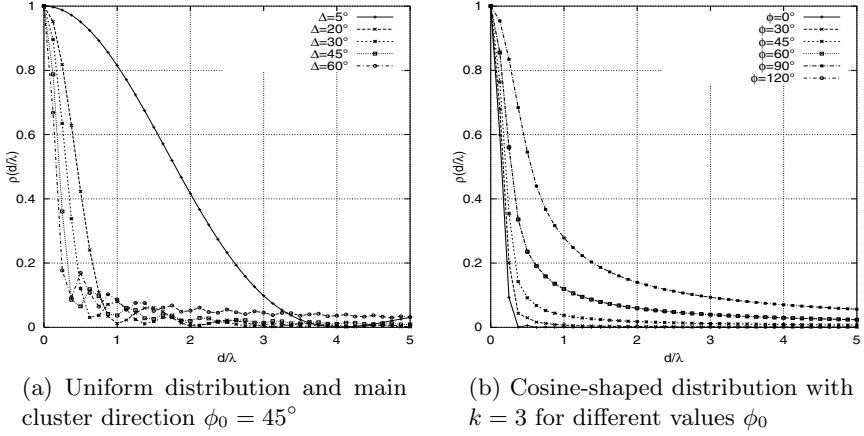 1
0.8
0.6
0.4
0.2
0
0 1 2 3 4 5
ρ(d/λ)
d/λ
Δ=5°
Δ=20°
Δ=30°
Δ=45°
Δ=60°
(a) Uniform distribution and main
cluster direction ϕ₀ = 45°
1
0.8
0.6
0.4
0.2
0
0 1 2 3 4 5
ρ(d/λ)
d/λ
ϕ=0°
ϕ=30°
ϕ=45°
ϕ=60°
ϕ=90°
ϕ=120°
(b) Cosine-shaped distribution with
k = 3 for different values ϕ₀